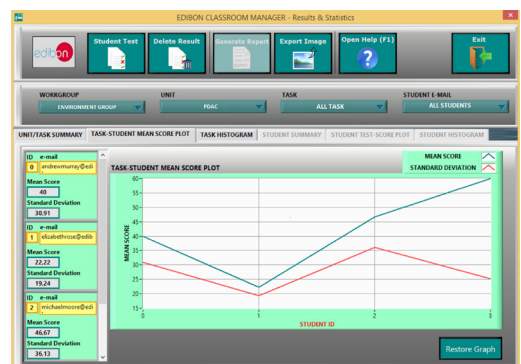 EDIBON CLASSROOM MANAGER - Results & Statistics
edibon
Student Test
Delete Result
Generate Report
Export Image
Open Help (F1)
?
Exit
WORKGROUP
UNIT
TASK
STUDENT E-MAIL
ENVIRONMENT GROUP
PDAC
ALL TASK
ALL STUDENTS
UNIT/TASK SUMMARY
TASK-STUDENT MEAN SCORE PLOT
TASK HISTOGRAM
STUDENT SUMMARY
STUDENT TEST-SCORE PLOT
STUDENT HISTOGRAM
ID e-mail
0 andrewmurray@edi
Mean Score
40
Standard Deviation
30,91
ID e-mail
1 elizabethrose@edib
Mean Score
22,22
Standard Deviation
19,24
ID e-mail
2 michaelmoore@edi
Mean Score
46,67
Standard Deviation
36,13
TASK-STUDENT MEAN SCORE PLOT
MEAN SCORE
STANDARD DEVIATION
MEAN SCORE
60
55
50
45
40
35
30
25
20
15
0 1 2 3
STUDENT ID
Restore Graph